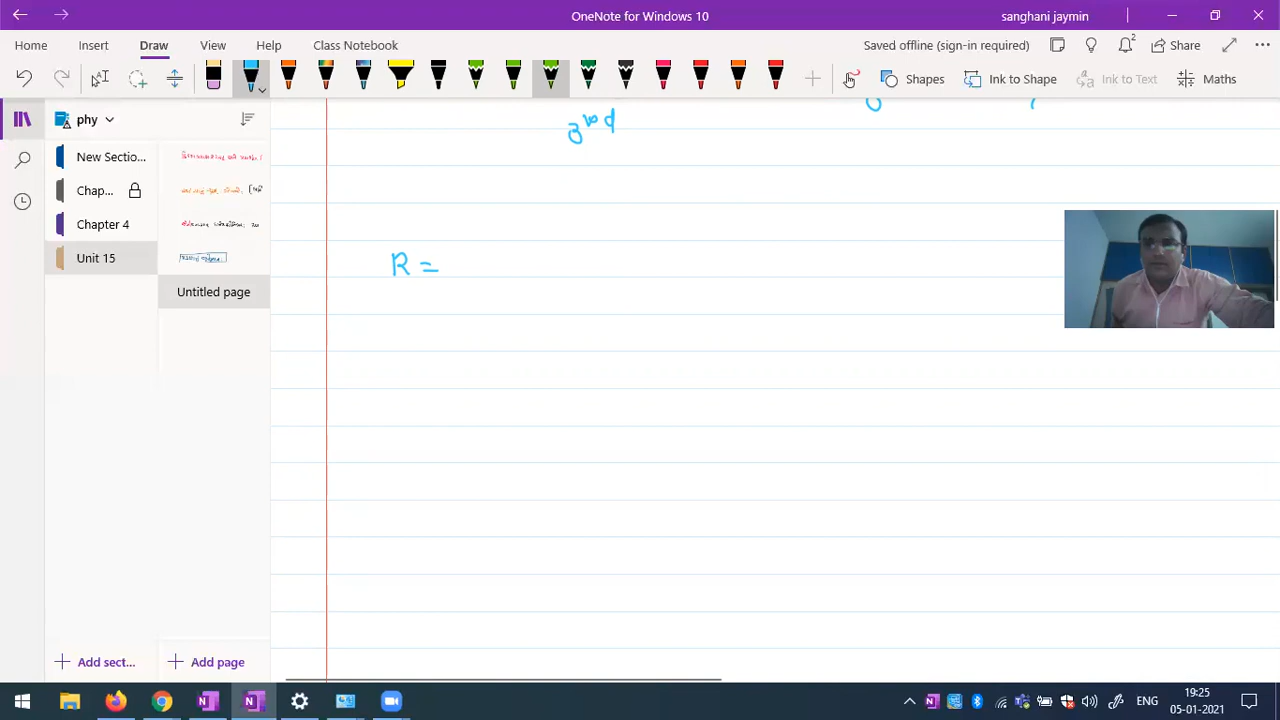 OneNote for Windows 10
sanghani jaymin
Home Insert Draw View Help Class Notebook
Saved offline (sign-in required)
Share
Shapes
Ink to Shape
Ink to Text
Maths
phy
New Sectio...
Chap...
Chapter 4
Unit 15
Untitled page
R =
Add sect...
Add page
ENG
19:25
05-01-2021